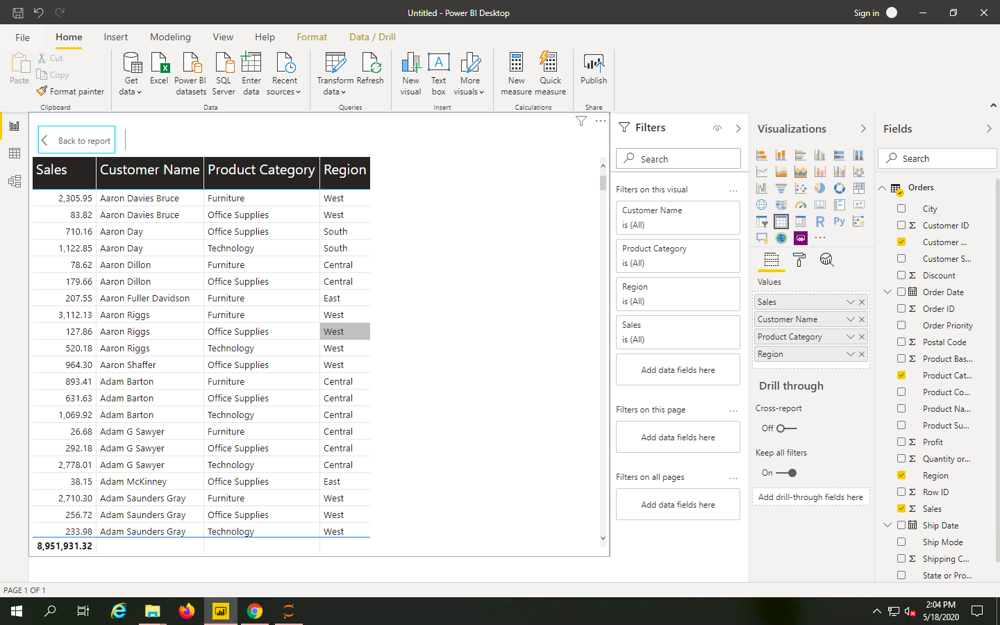 Untitled - Power BI Desktop
Sign in
File Home Insert Modeling View Help Format Data / Drill
Paste
Cut
Copy
Format painter
Clipboard
Get data
Excel
Power BI datasets
SQL Server
Enter data
Recent sources
Data
Transform data
Refresh
Queries
New visual
Text box
More visuals
Insert
New measure
Quick measure
Calculations
Publish
Share
Back to report
Sales Customer Name Product Category Region
2,305.95 Aaron Davies Bruce Furniture West
83.82 Aaron Davies Bruce Office Supplies West
710.16 Aaron Day Office Supplies South
1,122.85 Aaron Day Technology South
78.62 Aaron Dillon Furniture Central
179.66 Aaron Dillon Office Supplies Central
207.55 Aaron Fuller Davidson Furniture East
3,112.13 Aaron Riggs Furniture West
127.86 Aaron Riggs Office Supplies West
520.18 Aaron Riggs Technology West
964.30 Aaron Shaffer Office Supplies West
893.41 Adam Barton Furniture Central
631.63 Adam Barton Office Supplies Central
1,069.92 Adam Barton Technology Central
26.68 Adam G Sawyer Furniture Central
292.18 Adam G Sawyer Office Supplies Central
2,778.01 Adam G Sawyer Technology Central
38.15 Adam McKinney Office Supplies East
2,710.30 Adam Saunders Gray Furniture West
256.72 Adam Saunders Gray Office Supplies West
233.98 Adam Saunders Gray Technology West
8,951,931.32
Filters
Search
Filters on this visual ...
Customer Name
is (All)
Product Category
is (All)
Region
is (All)
Sales
is (All)
Add data fields here
Filters on this page ...
Add data fields here
Filters on all pages ...
Add data fields here
Visualizations
R Py
Values
Sales
Customer Name
Product Category
Region
Drill through
Cross-report
Off
Keep all filters
On
Add drill-through fields here
Fields
Search
Orders
City
Customer ID
Customer ...
Customer S...
Discount
Order Date
Order ID
Order Priority
Postal Code
Product Bas...
Product Cat...
Product Co...
Product Na...
Product Su...
Profit
Quantity or...
Region
Row ID
Sales
Ship Date
Ship Mode
Shipping C...
State or Pro...
PAGE 1 OF 1
2:04 PM
5/18/2020